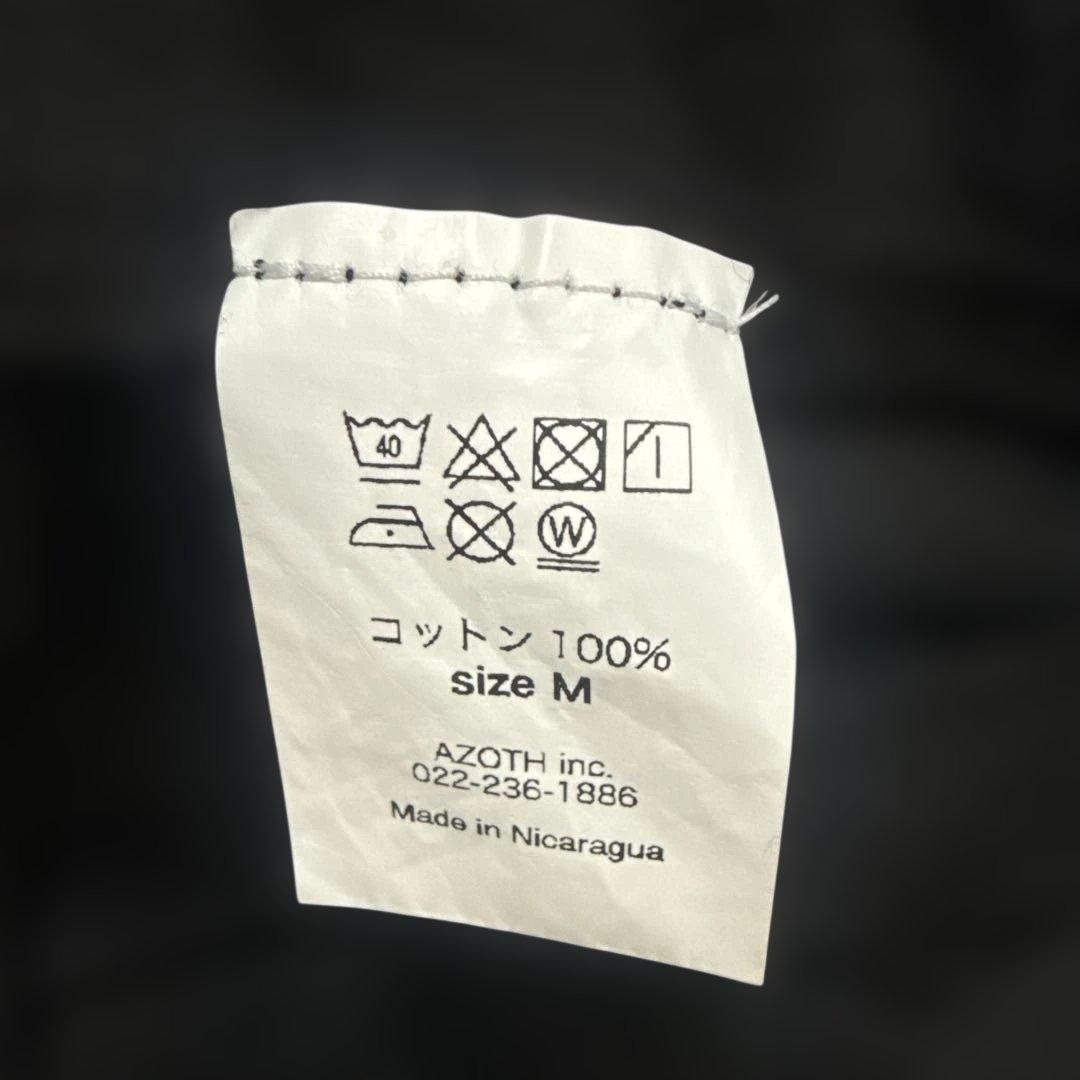 40
W
コットン 100%
size M
AZOTH inc.
022-236-1886
Made in Nicaragua